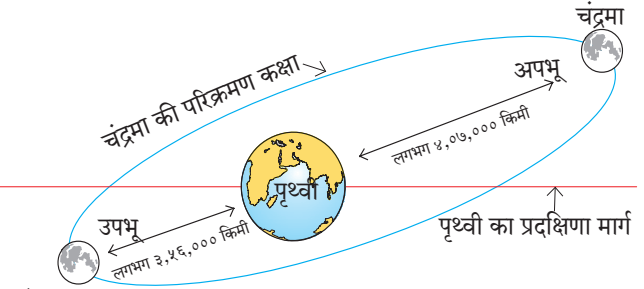 चंद्रमा
अपभू
चंद्रमा की परिक्रमण कक्षा
लगभग ४,०७,००० किमी
पृथ्वी
उपभू
लगभग ३,५६,००० किमी
पृथ्वी का प्रदक्षिणा मार्ग